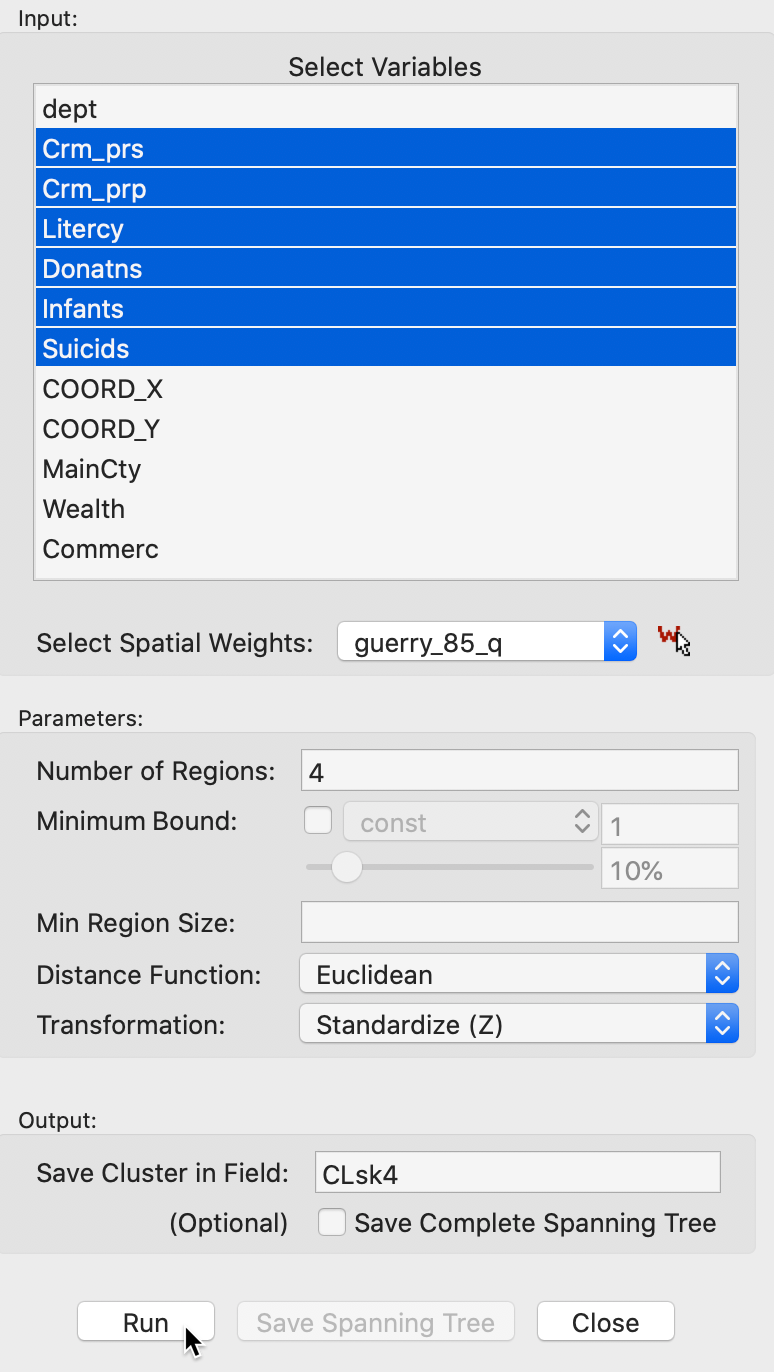 Input:
Select Variables
dept
Crm_prs
Crm_prp
Litercy
Donatns
Infants
Suicids
COORD_X
COORD_Y
MainCty
Wealth
Commerc
Select Spatial Weights: guerry_85_q W
Parameters:
Number of Regions: 4
Minimum Bound: const 1
10%
Min Region Size:
Distance Function: Euclidean
Transformation: Standardize (Z)
Output:
Save Cluster in Field: CLsk4
(Optional) Save Complete Spanning Tree
Run Save Spanning Tree Close